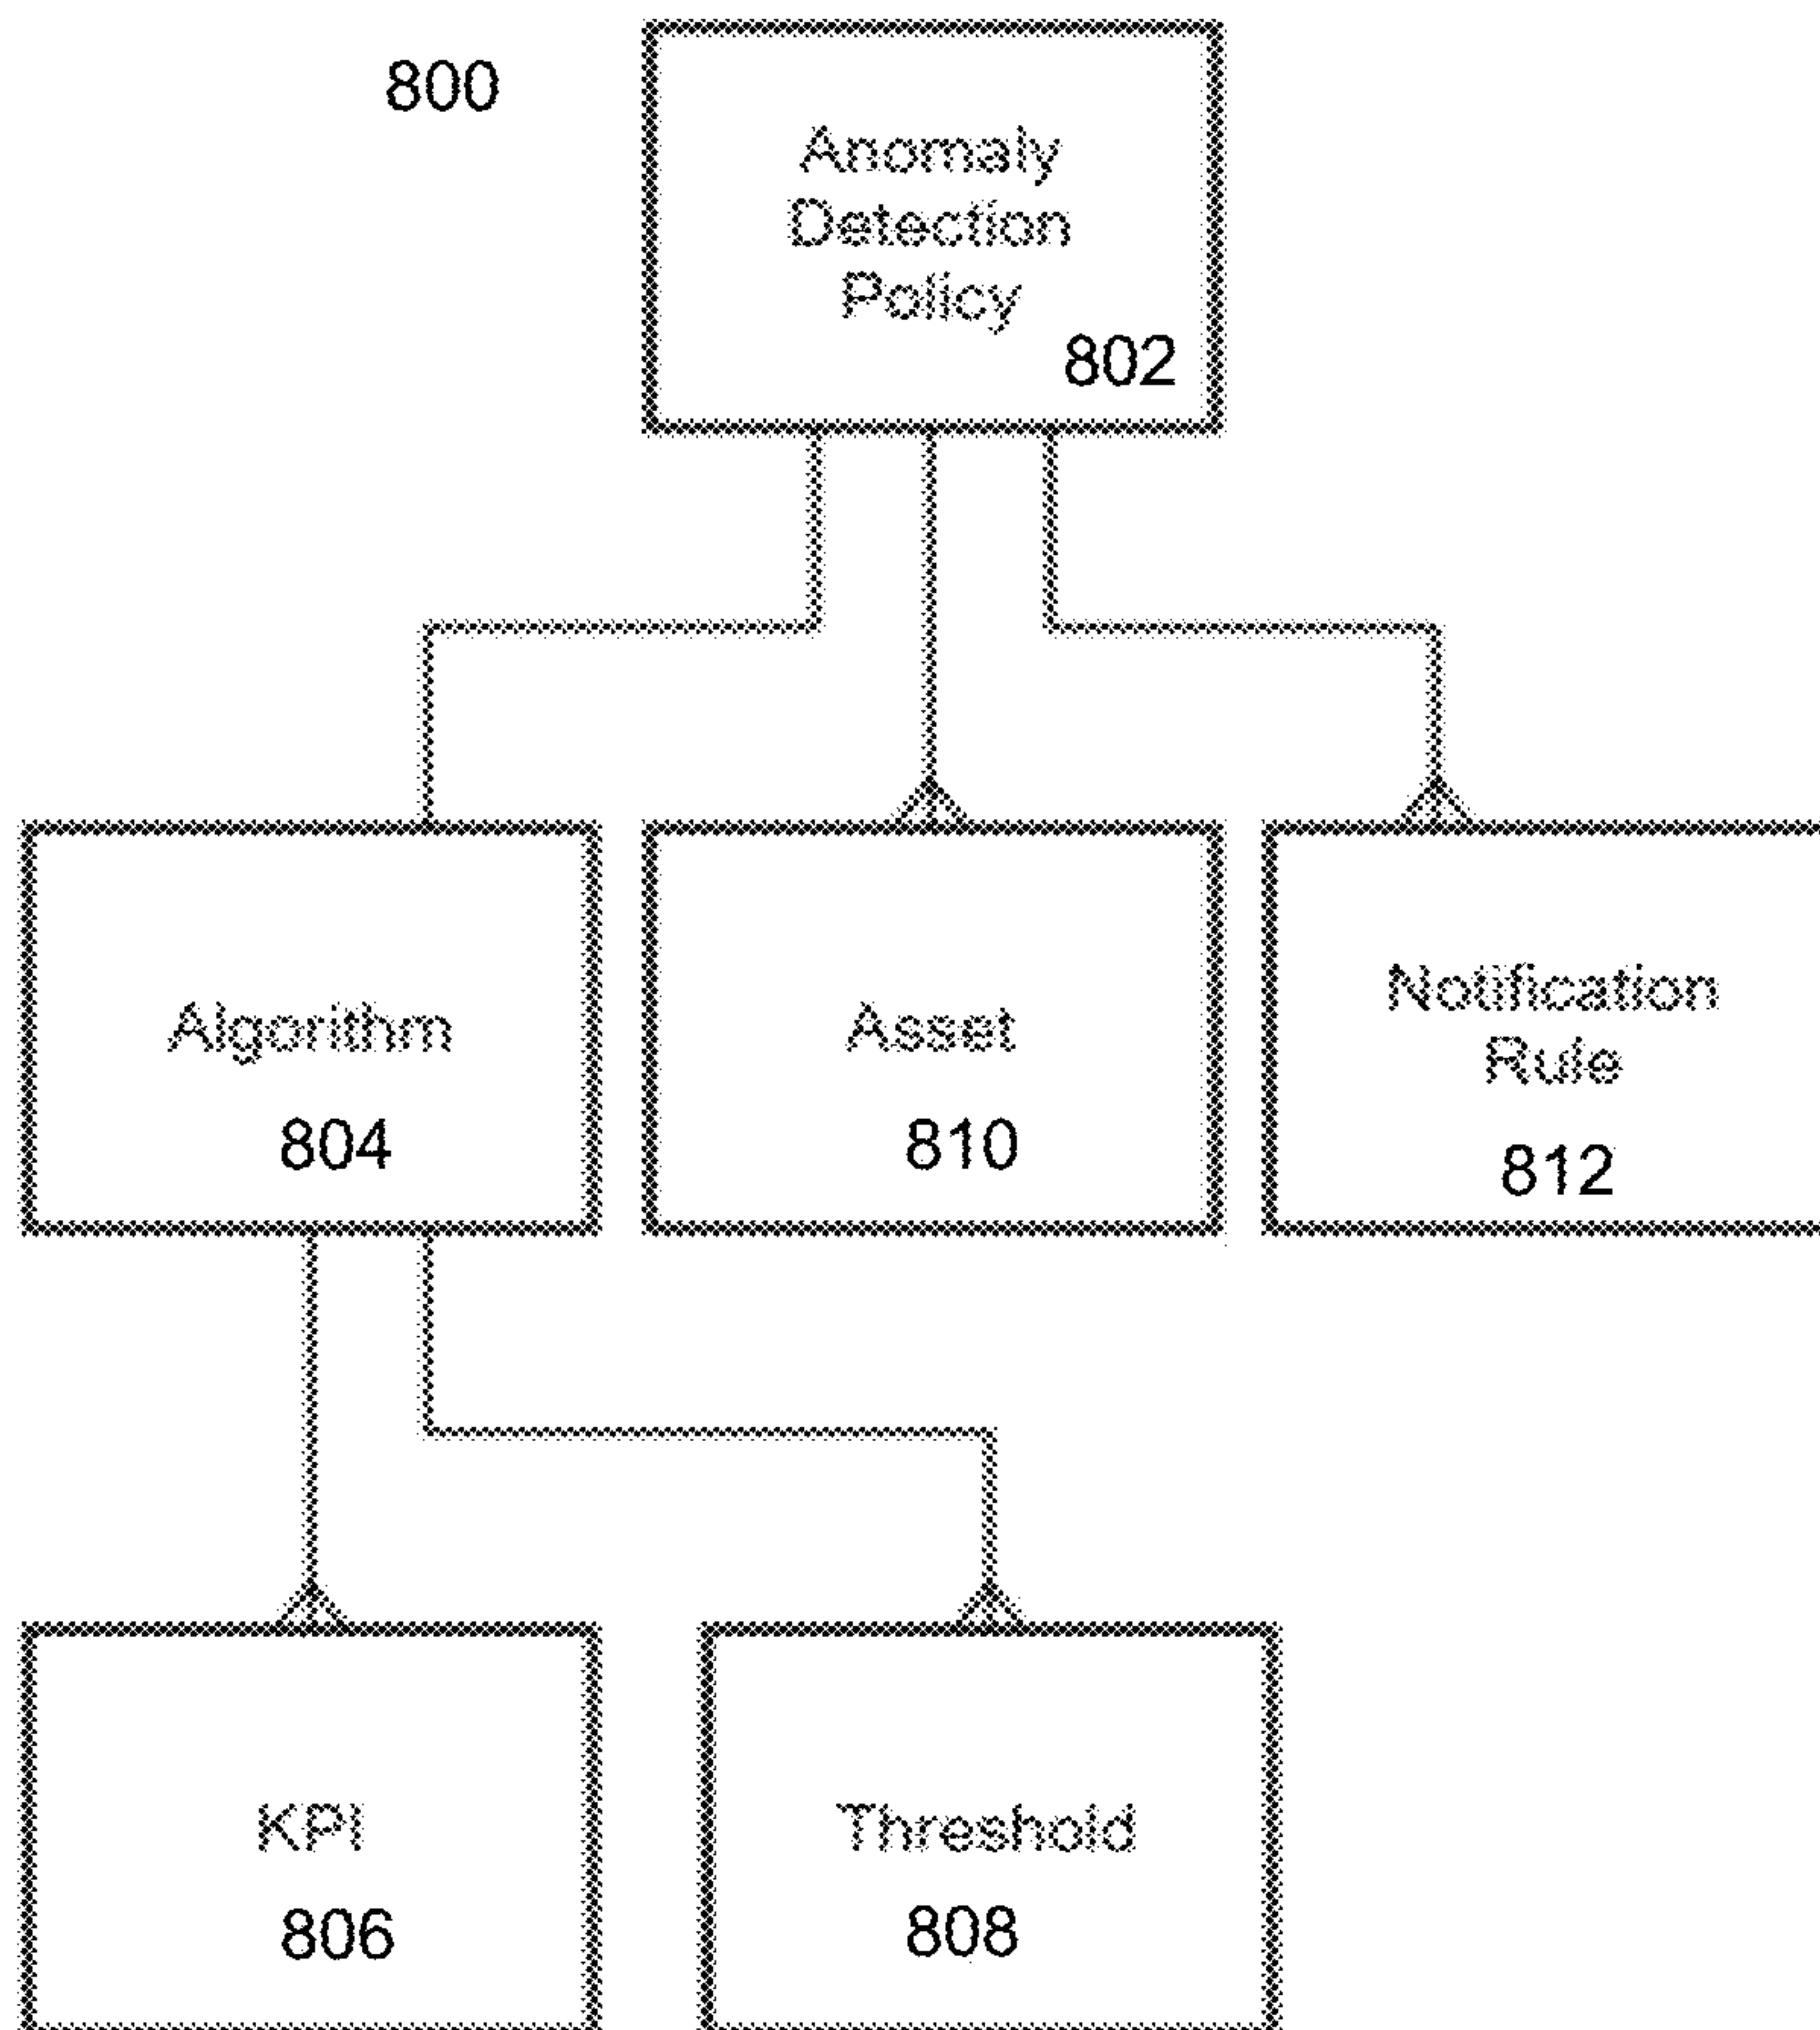 800
Anomaly
Detection
Policy
802
Algorithm
804
Asset
810
Notification
Rule
812
KPI
806
Threshold
808